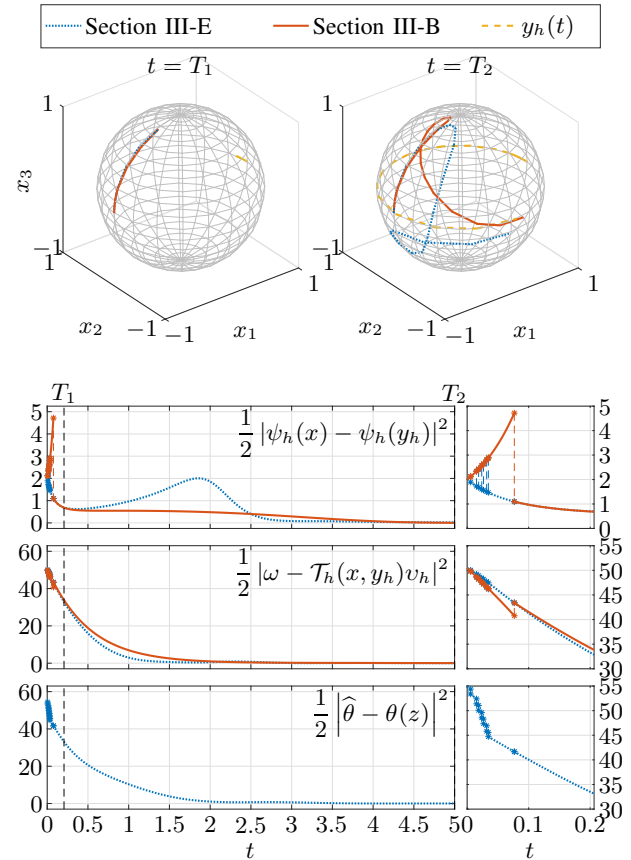 Section III-E Section III-B y_h(t)
t = T_1 t = T_2
1 1
x_3
−1 −1
1 1 1 1
x_2 −1 −1 x_1 x_2 −1 −1 x_1
T_1 T_2
5 4 3 2 1 0
1/2 |ψ_h(x) − ψ_h(y_h)|^2
5 4 3 2 1 0
60 40 20 0
1/2 |ω − 𝒯_h(x, y_h)υ_h|^2
55 50 45 40 35 30
60 40 20 0
1/2 |θ̂ − θ(z)|^2
55 50 45 40 35 30
0 0.5 1 1.5 2 2.5 3 3.5 4 4.5 5 0 0.1 0.2
t t